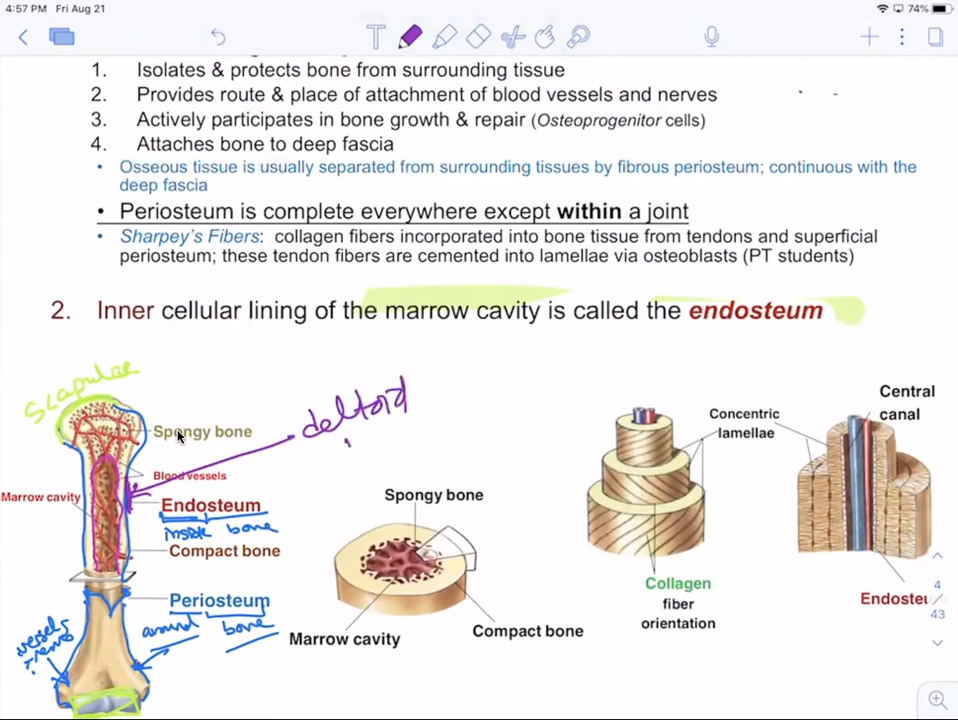 4:57 PM Fri Aug 21
74%
1. Isolates & protects bone from surrounding tissue
2. Provides route & place of attachment of blood vessels and nerves
3. Actively participates in bone growth & repair (Osteoprogenitor cells)
4. Attaches bone to deep fascia
• Osseous tissue is usually separated from surrounding tissues by fibrous periosteum; continuous with the
deep fascia
• Periosteum is complete everywhere except within a joint
• Sharpey's Fibers: collagen fibers incorporated into bone tissue from tendons and superficial
periosteum; these tendon fibers are cemented into lamellae via osteoblasts (PT students)
2. Inner cellular lining of the marrow cavity is called the endosteum
scapulae
deltoid
Spongy bone
Blood vessels
Marrow cavity
Endosteum
inside bone
Compact bone
Periosteum
around bone
vessels
Spongy bone
Marrow cavity
Compact bone
Concentric
lamellae
Collagen
fiber
orientation
Central
canal
Endosteu
4
43